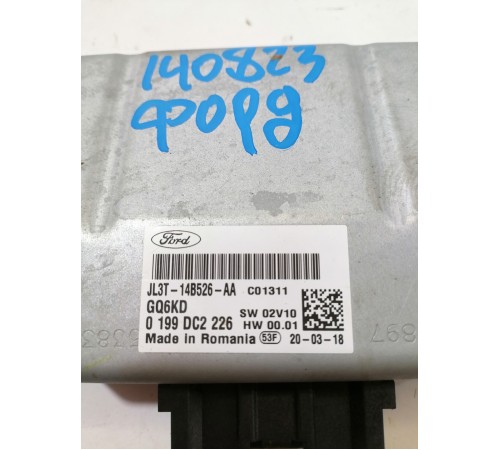 140823
Форд
Ford
JL3T-14B526-AA C01311
GQ6KD SW 02V10
0 199 DC2 226 HW 00.01
Made in Romania 53F 20-03-18
897